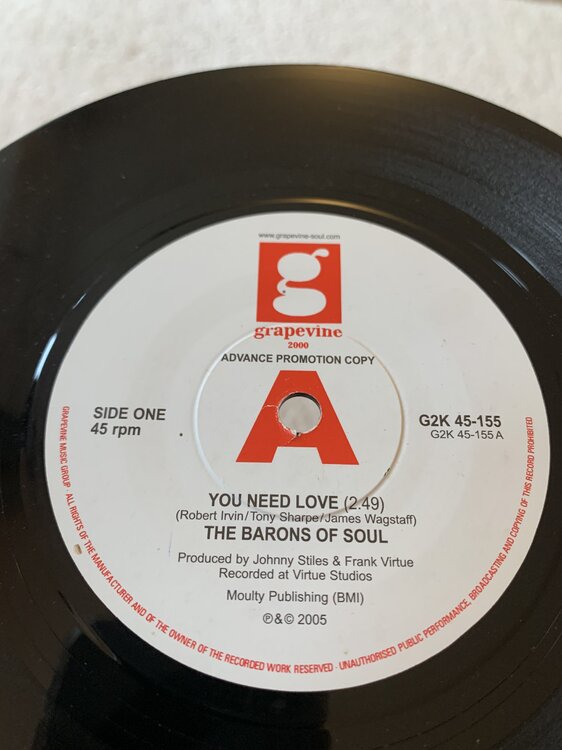 www.grapevine-soul.com
g
grapevine
2000
ADVANCE PROMOTION COPY
A
SIDE ONE
45 rpm
G2K 45-155
G2K 45-155 A
YOU NEED LOVE (2.49)
(Robert Irvin/Tony Sharpe/James Wagstaff)
THE BARONS OF SOUL
Produced by Johnny Stiles & Frank Virtue
Recorded at Virtue Studios
Moulty Publishing (BMI)
℗&© 2005
GRAPEVINE MUSIC GROUP · ALL RIGHTS OF THE MANUFACTURER AND OF THE OWNER OF THE RECORDED WORK RESERVED · UNAUTHORISED PUBLIC PERFORMANCE, BROADCASTING AND COPYING OF THIS RECORD PROHIBITED